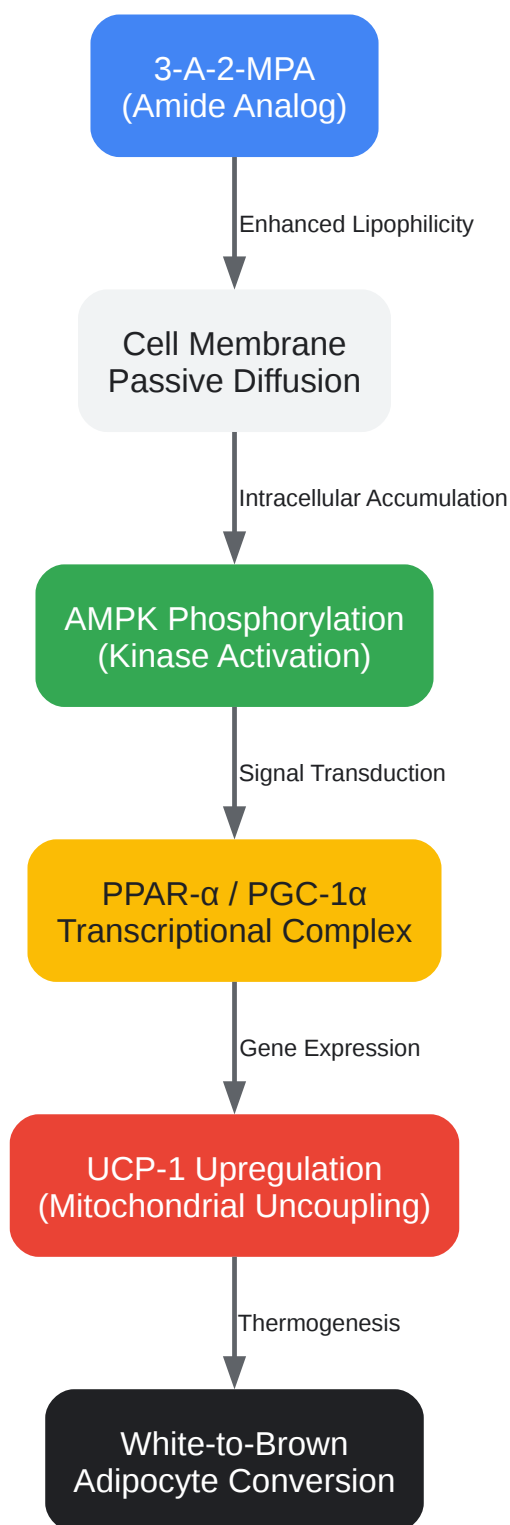 3-A-2-MPA
(Amide Analog)
Enhanced Lipophilicity
Cell Membrane
Passive Diffusion
Intracellular Accumulation
AMPK Phosphorylation
(Kinase Activation)
Signal Transduction
PPAR-α / PGC-1α
Transcriptional Complex
Gene Expression
UCP-1 Upregulation
(Mitochondrial Uncoupling)
Thermogenesis
White-to-Brown
Adipocyte Conversion